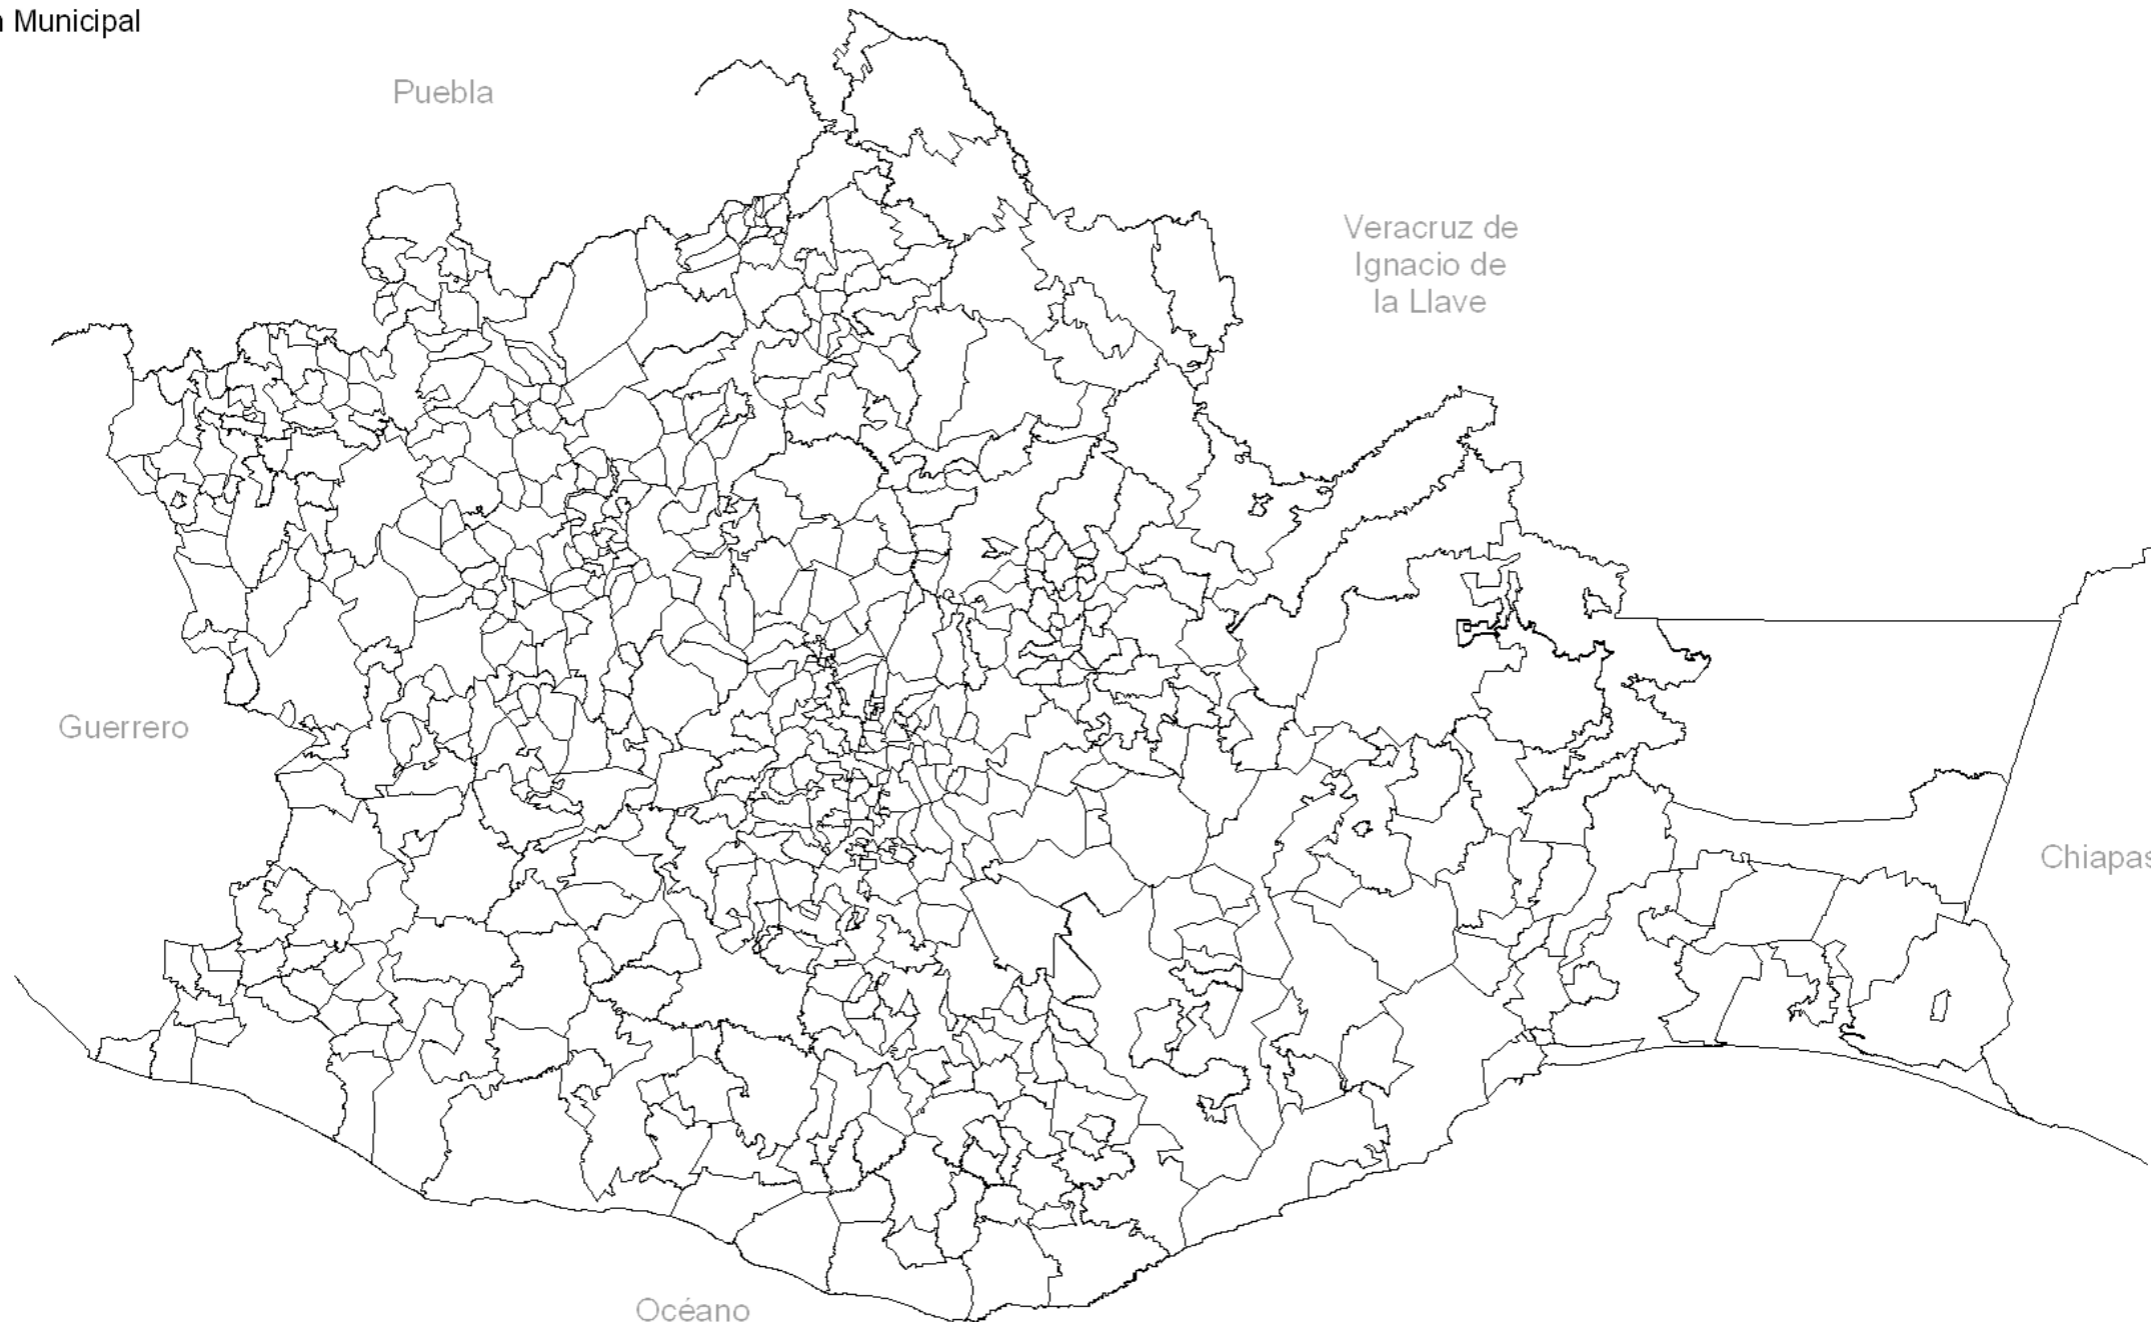 Municipal
Puebla
Veracruz de
Ignacio de
la Llave
Guerrero
Chiapas
Océano